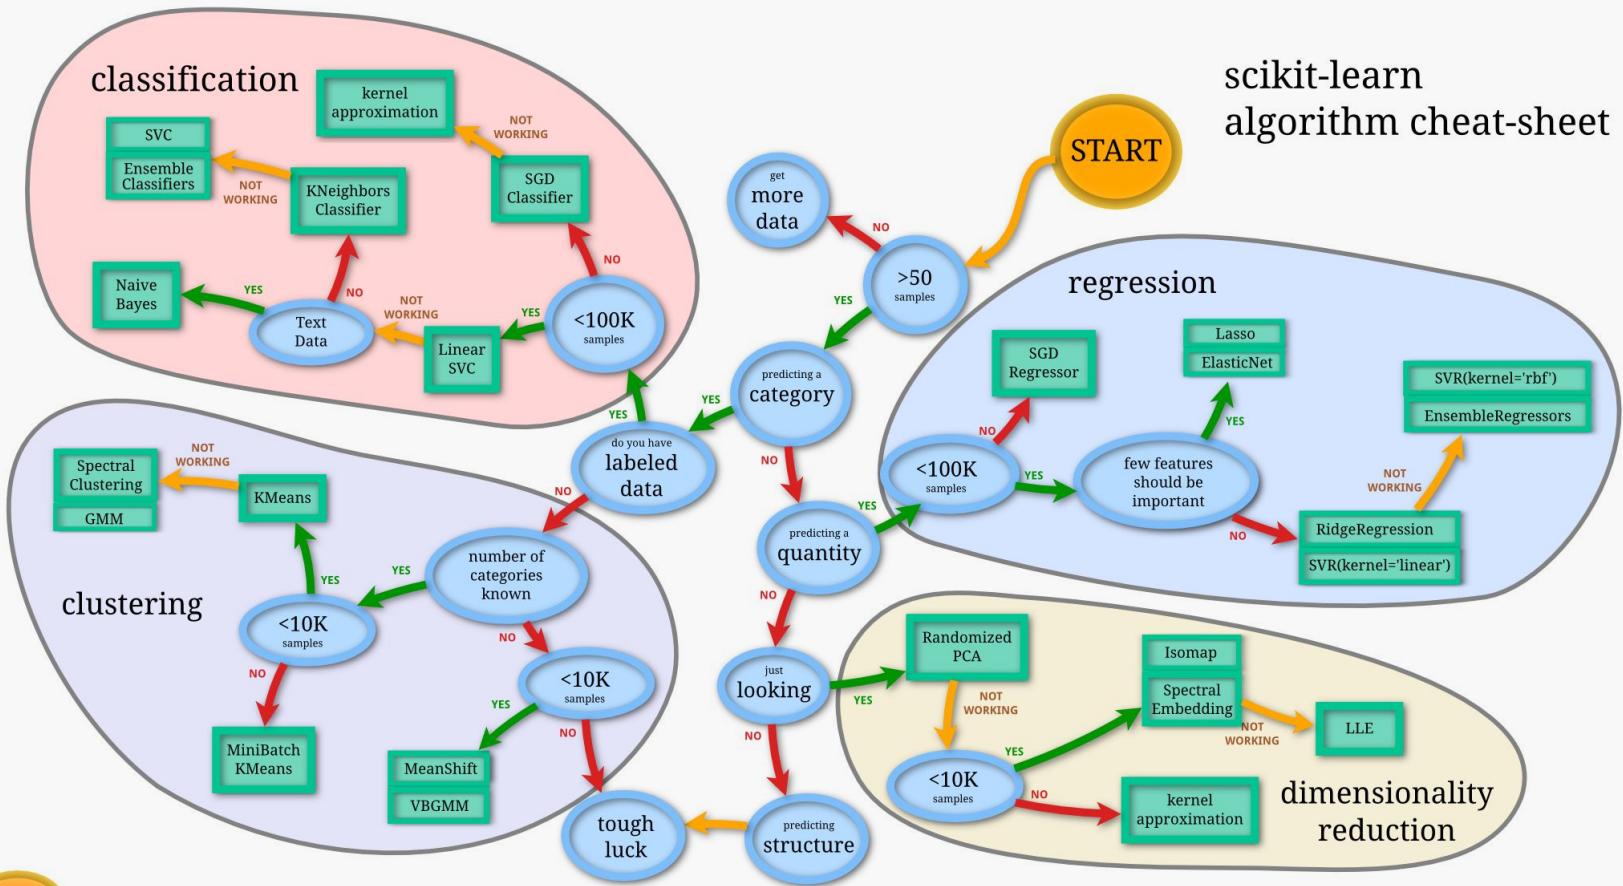 scikit-learn
algorithm cheat-sheet
START
classification
kernel
approximation
NOT
WORKING
SVC
Ensemble
Classifiers
NOT
WORKING
KNeighbors
Classifier
SGD
Classifier
NO
Naive
Bayes
YES
Text
Data
NO
NOT
WORKING
Linear
SVC
YES
<100K
samples
YES
get
more
data
NO
>50
samples
YES
predicting a
category
YES
do you have
labeled
data
NO
NO
predicting a
quantity
YES
NO
just
looking
YES
NO
predicting
structure
tough
luck
regression
SGD
Regressor
NO
<100K
samples
YES
Lasso
ElasticNet
YES
few features
should be
important
NO
SVR(kernel='rbf')
EnsembleRegressors
NOT
WORKING
RidgeRegression
SVR(kernel='linear')
clustering
Spectral
Clustering
GMM
NOT
WORKING
KMeans
YES
<10K
samples
NO
MiniBatch
KMeans
YES
number of
categories
known
NO
<10K
samples
YES
NO
MeanShift
VBGMM
dimensionality
reduction
Randomized
PCA
NOT
WORKING
<10K
samples
YES
NO
Isomap
Spectral
Embedding
NOT
WORKING
LLE
kernel
approximation